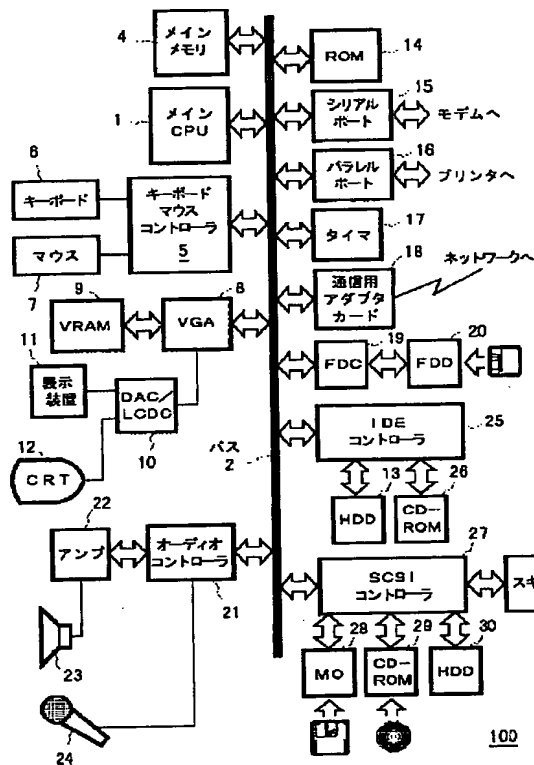 4
メイン
メモリ
1
メイン
CPU
6
キーボード
キーボード
マウス
コントローラ
5
マウス
7
9
VRAM
8
VGA
11
表示
装置
DAC/
LCDC
10
12
CRT
バス
2
22
アンプ
オーディオ
コントローラ
21
23
24
14
ROM
15
シリアル
ポート
モデムへ
16
パラレル
ポート
プリンタへ
17
タイマ
18
通信用
アダプタ
カード
ネットワークへ
19
FDC
20
FDD
IDE
コントローラ
25
13
HDD
26
CD-
ROM
27
SCSI
コントローラ
スキ
28
MO
29
CD-
ROM
30
HDD
100